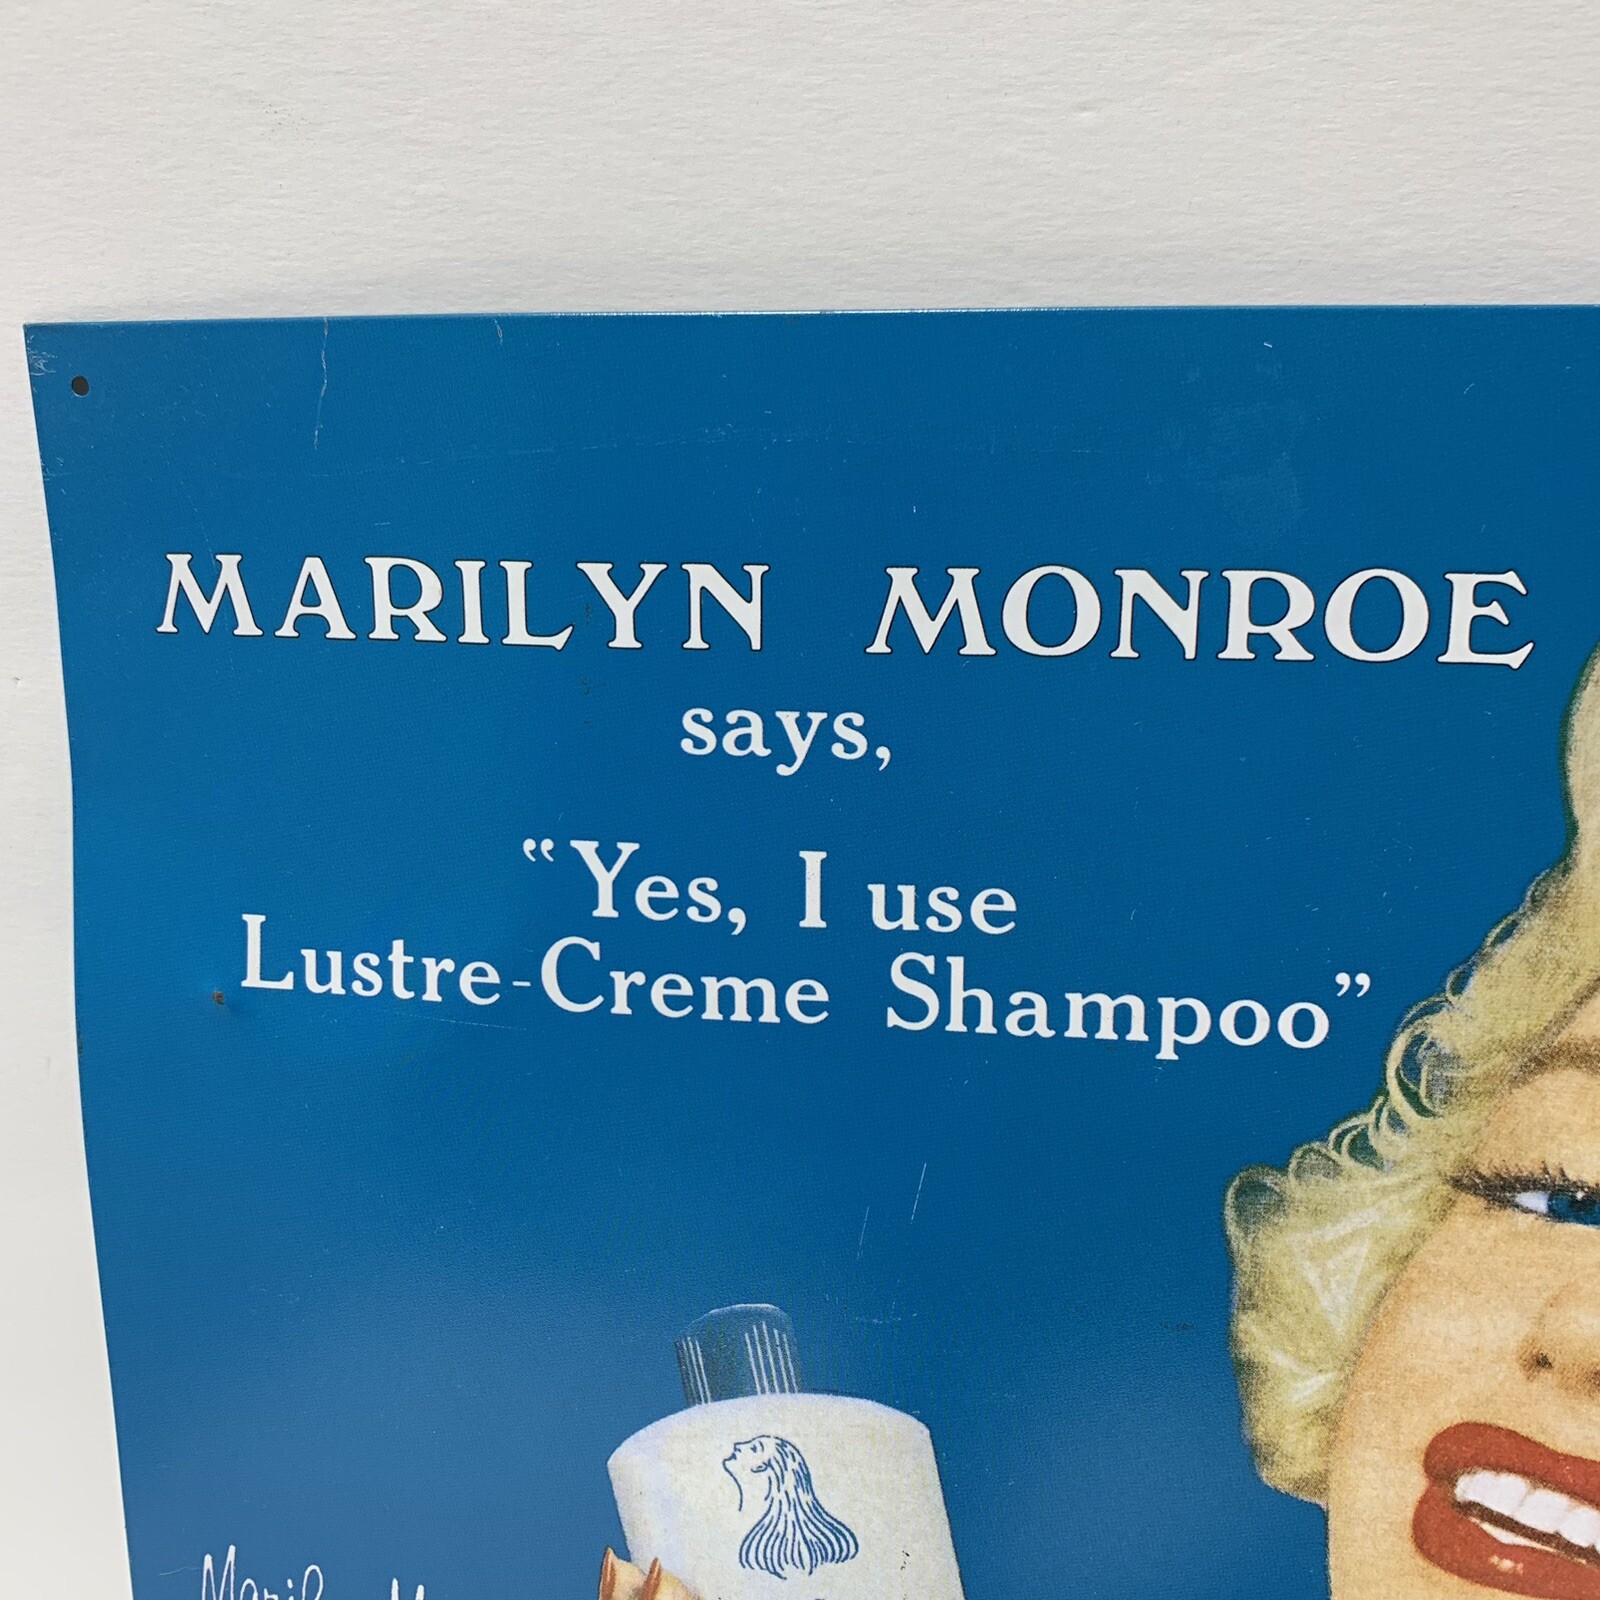 MARILYN MONROE
says,
“Yes, I use
Lustre-Creme Shampoo”